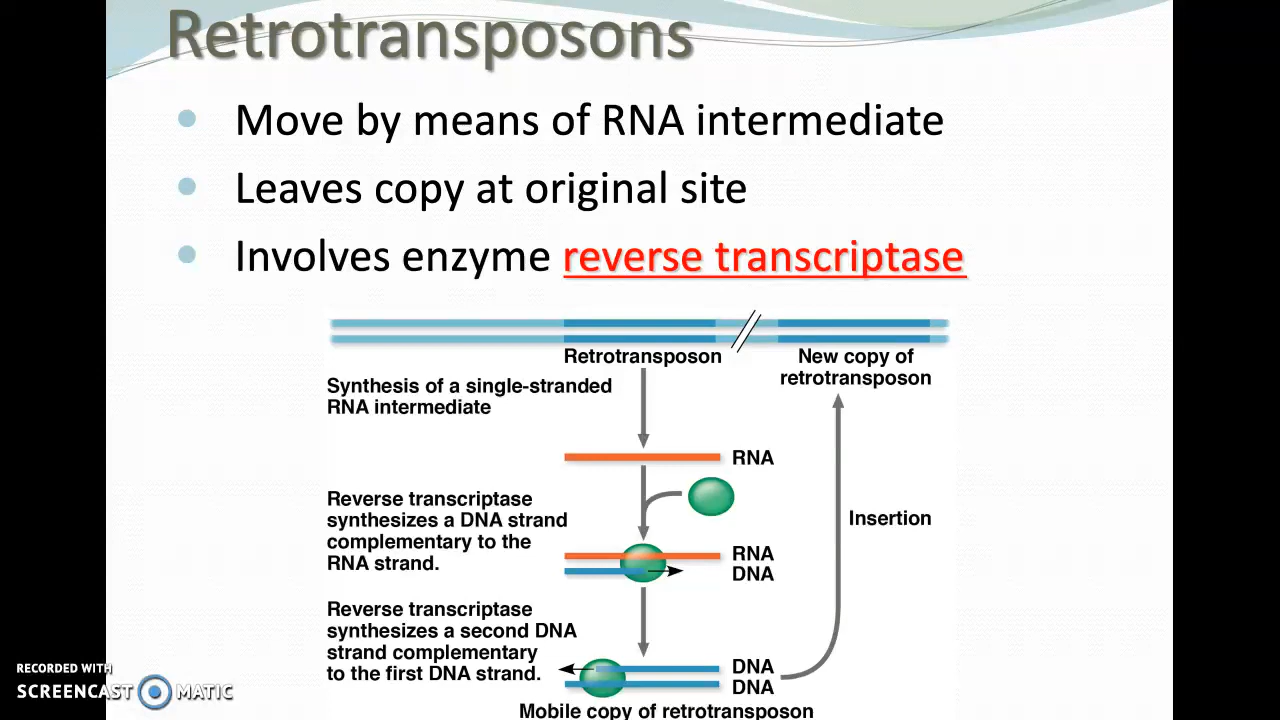 Retrotransposons
Move by means of RNA intermediate
Leaves copy at original site
Involves enzyme reverse transcriptase
Retrotransposon
New copy of
retrotransposon
Synthesis of a single-stranded
RNA intermediate
RNA
Reverse transcriptase
synthesizes a DNA strand
complementary to the
RNA strand.
Insertion
RNA
DNA
Reverse transcriptase
synthesizes a second DNA
strand complementary
to the first DNA strand.
DNA
DNA
Mobile copy of retrotransposon
RECORDED WITH
SCREENCAST MATIC